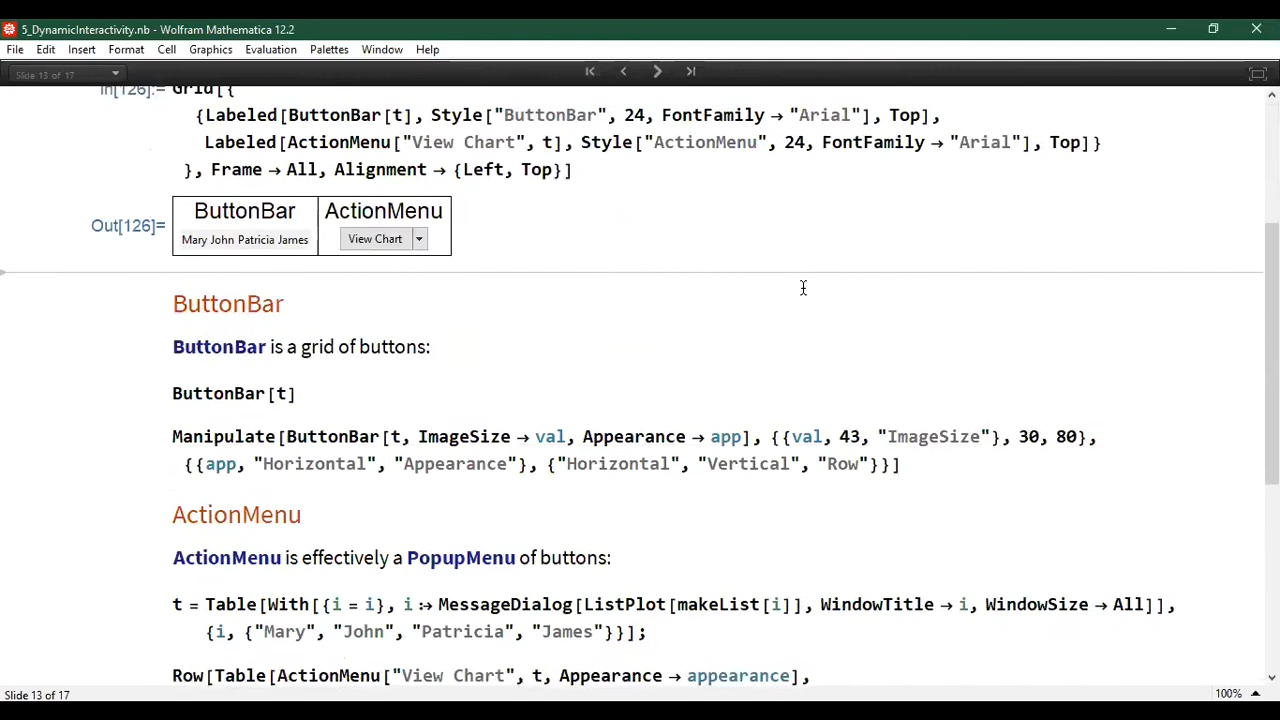 5_DynamicInteractivity.nb - Wolfram Mathematica 12.2
File Edit Insert Format Cell Graphics Evaluation Palettes Window Help
Slide 13 of 17
In[126]:= Grid[{
{Labeled[ButtonBar[t], Style["ButtonBar", 24, FontFamily → "Arial"], Top],
Labeled[ActionMenu["View Chart", t], Style["ActionMenu", 24, FontFamily → "Arial"], Top]}
}, Frame → All, Alignment → {Left, Top}]
Out[126]=
ButtonBar ActionMenu
Mary John Patricia James View Chart
ButtonBar
ButtonBar is a grid of buttons:
ButtonBar[t]
Manipulate[ButtonBar[t, ImageSize → val, Appearance → app], {{val, 43, "ImageSize"}, 30, 80},
{{app, "Horizontal", "Appearance"}, {"Horizontal", "Vertical", "Row"}}]
ActionMenu
ActionMenu is effectively a PopupMenu of buttons:
t = Table[With[{i = i}, i :→ MessageDialog[ListPlot[makeList[i]], WindowTitle → i, WindowSize → All]],
{i, {"Mary", "John", "Patricia", "James"}}];
Row[Table[ActionMenu["View Chart", t, Appearance → appearance],
Slide 13 of 17
100%